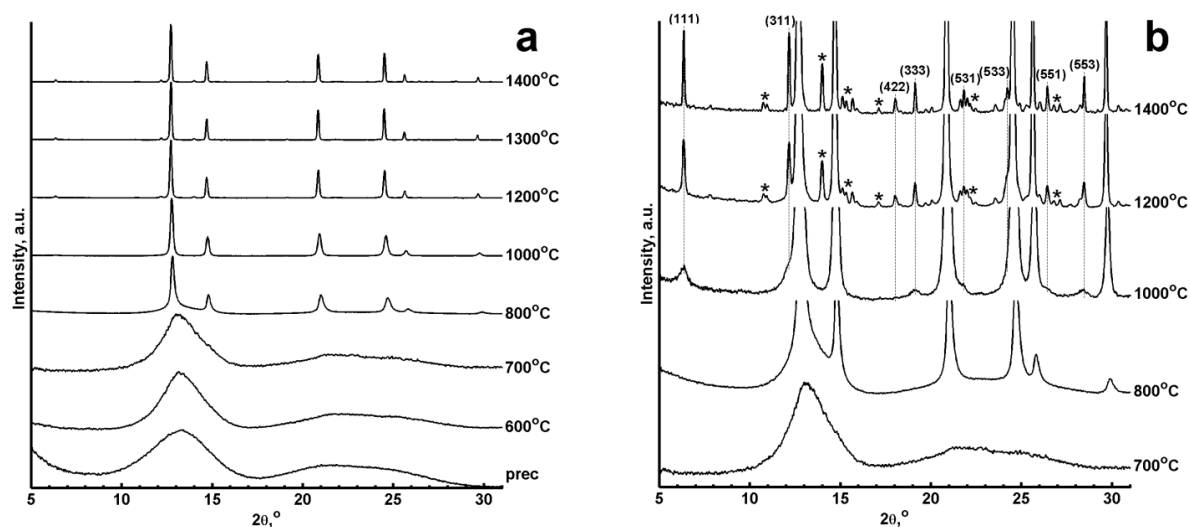 a
1400°C
1300°C
1200°C
1000°C
800°C
700°C
600°C
prec
Intensity, a.u.
5 10 15 20 25 30
2θ,°
b
(111) (311) (422) (333) (531) (533) (551) (553)
* * * * * *
1400°C
* * * * * *
1200°C
1000°C
800°C
700°C
Intensity, a.u.
5 10 15 20 25 30
2θ,°